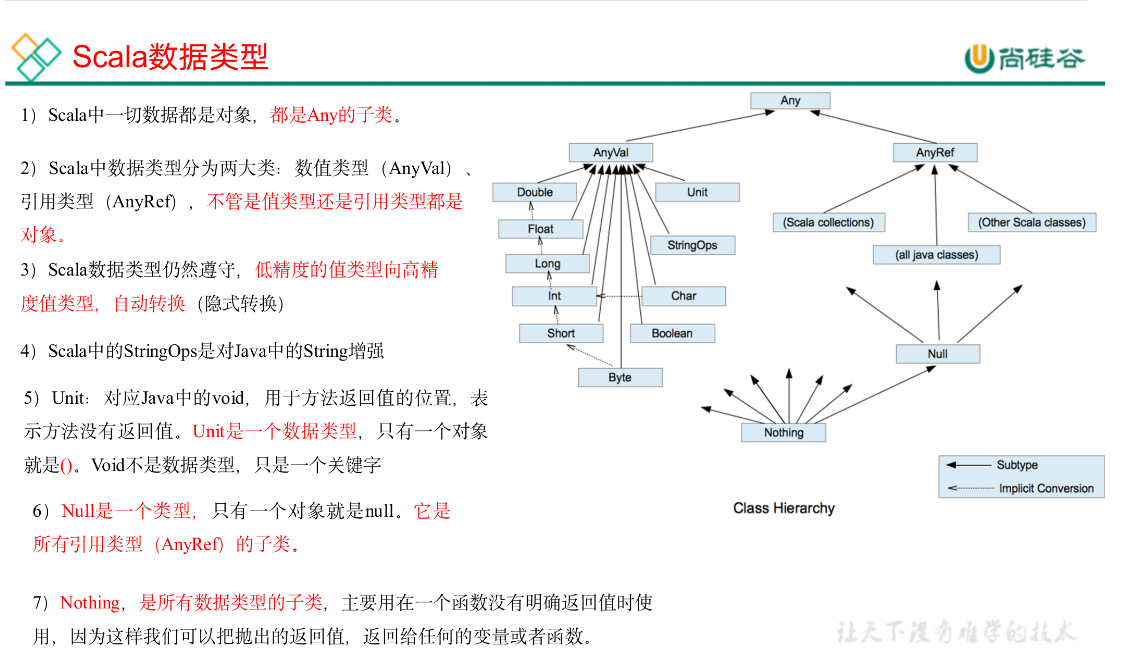 Scala数据类型
尚硅谷
1）Scala中一切数据都是对象，都是Any的子类。
2）Scala中数据类型分为两大类：数值类型（AnyVal）、
引用类型（AnyRef），不管是值类型还是引用类型都是
对象。
3）Scala数据类型仍然遵守，低精度的值类型向高精
度值类型，自动转换（隐式转换）
4）Scala中的StringOps是对Java中的String增强
5）Unit：对应Java中的void，用于方法返回值的位置，表
示方法没有返回值。Unit是一个数据类型，只有一个对象
就是()。Void不是数据类型，只是一个关键字
6）Null是一个类型，只有一个对象就是null。它是
所有引用类型（AnyRef）的子类。
7）Nothing，是所有数据类型的子类，主要用在一个函数没有明确返回值时使
用，因为这样我们可以把抛出的返回值，返回给任何的变量或者函数。
Any
AnyVal
AnyRef
Double
Unit
Float
StringOps
Long
Int
Char
Short
Boolean
Byte
(Scala collections)
(Other Scala classes)
(all java classes)
Null
Nothing
Subtype
Implicit Conversion
Class Hierarchy
让天下没有难学的技术